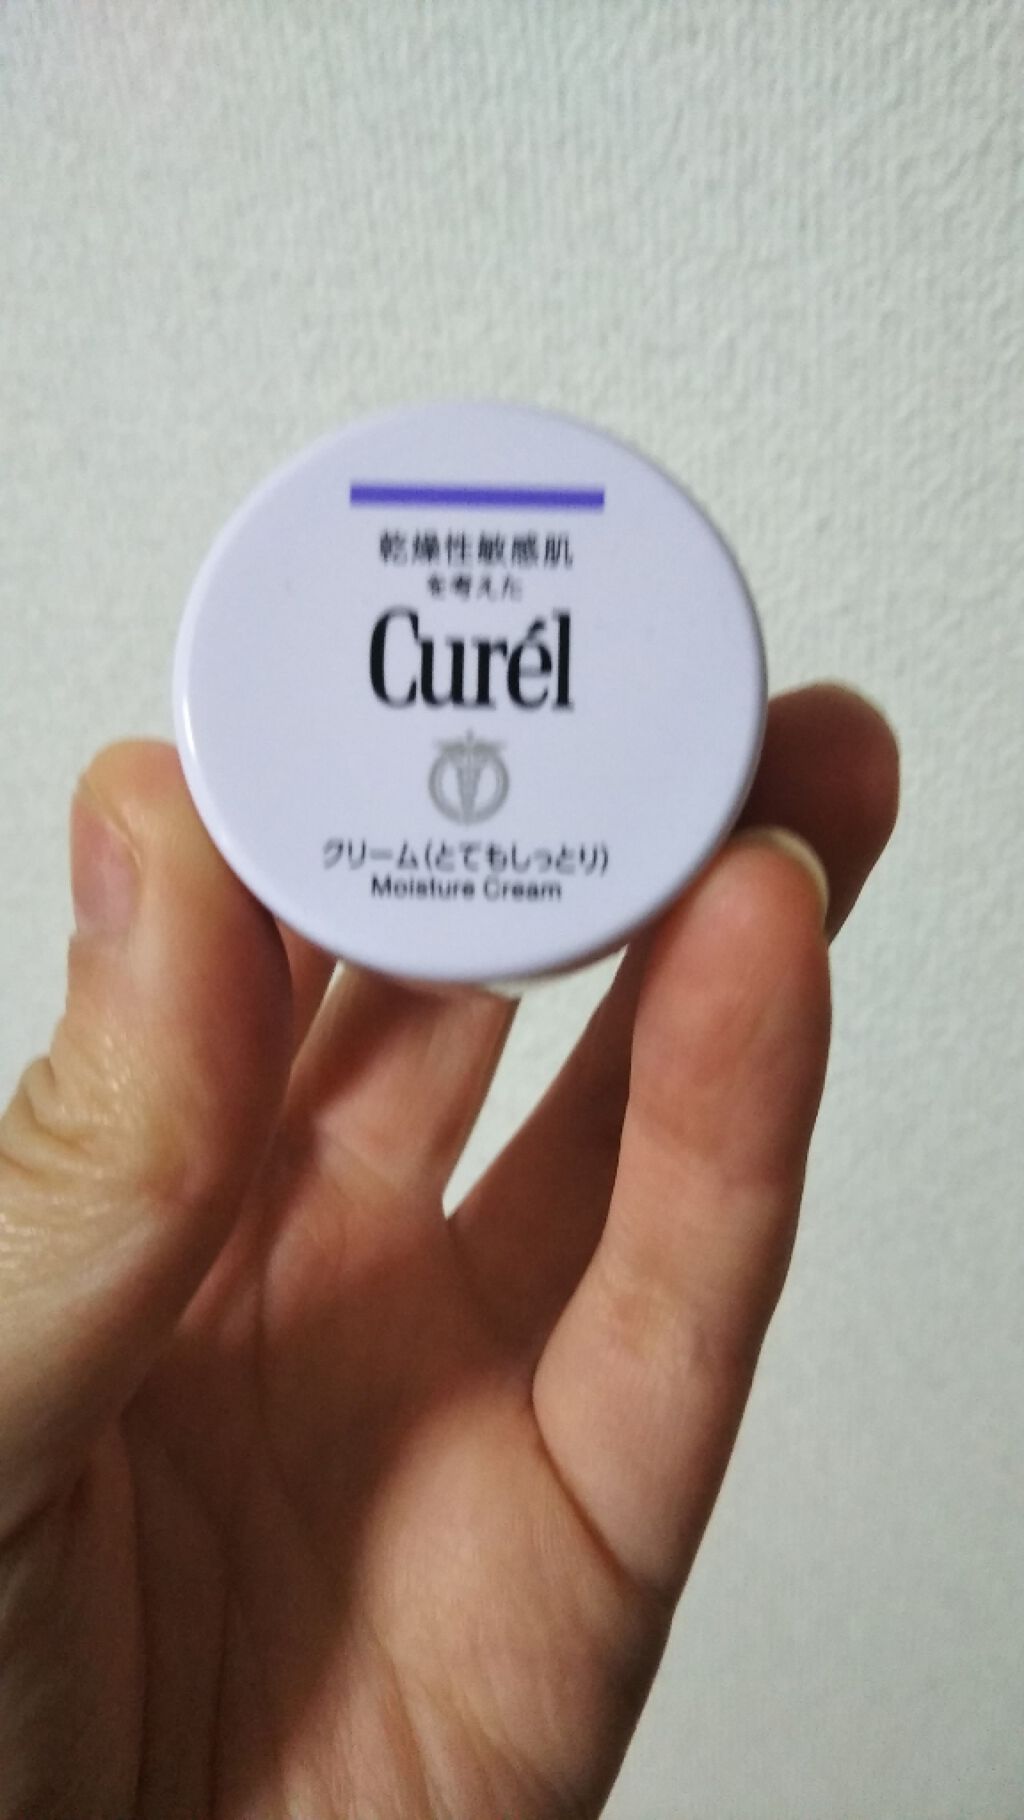 乾燥性敏感肌
を考えた
Curél
クリーム(とてもしっとり)
Moisture Cream